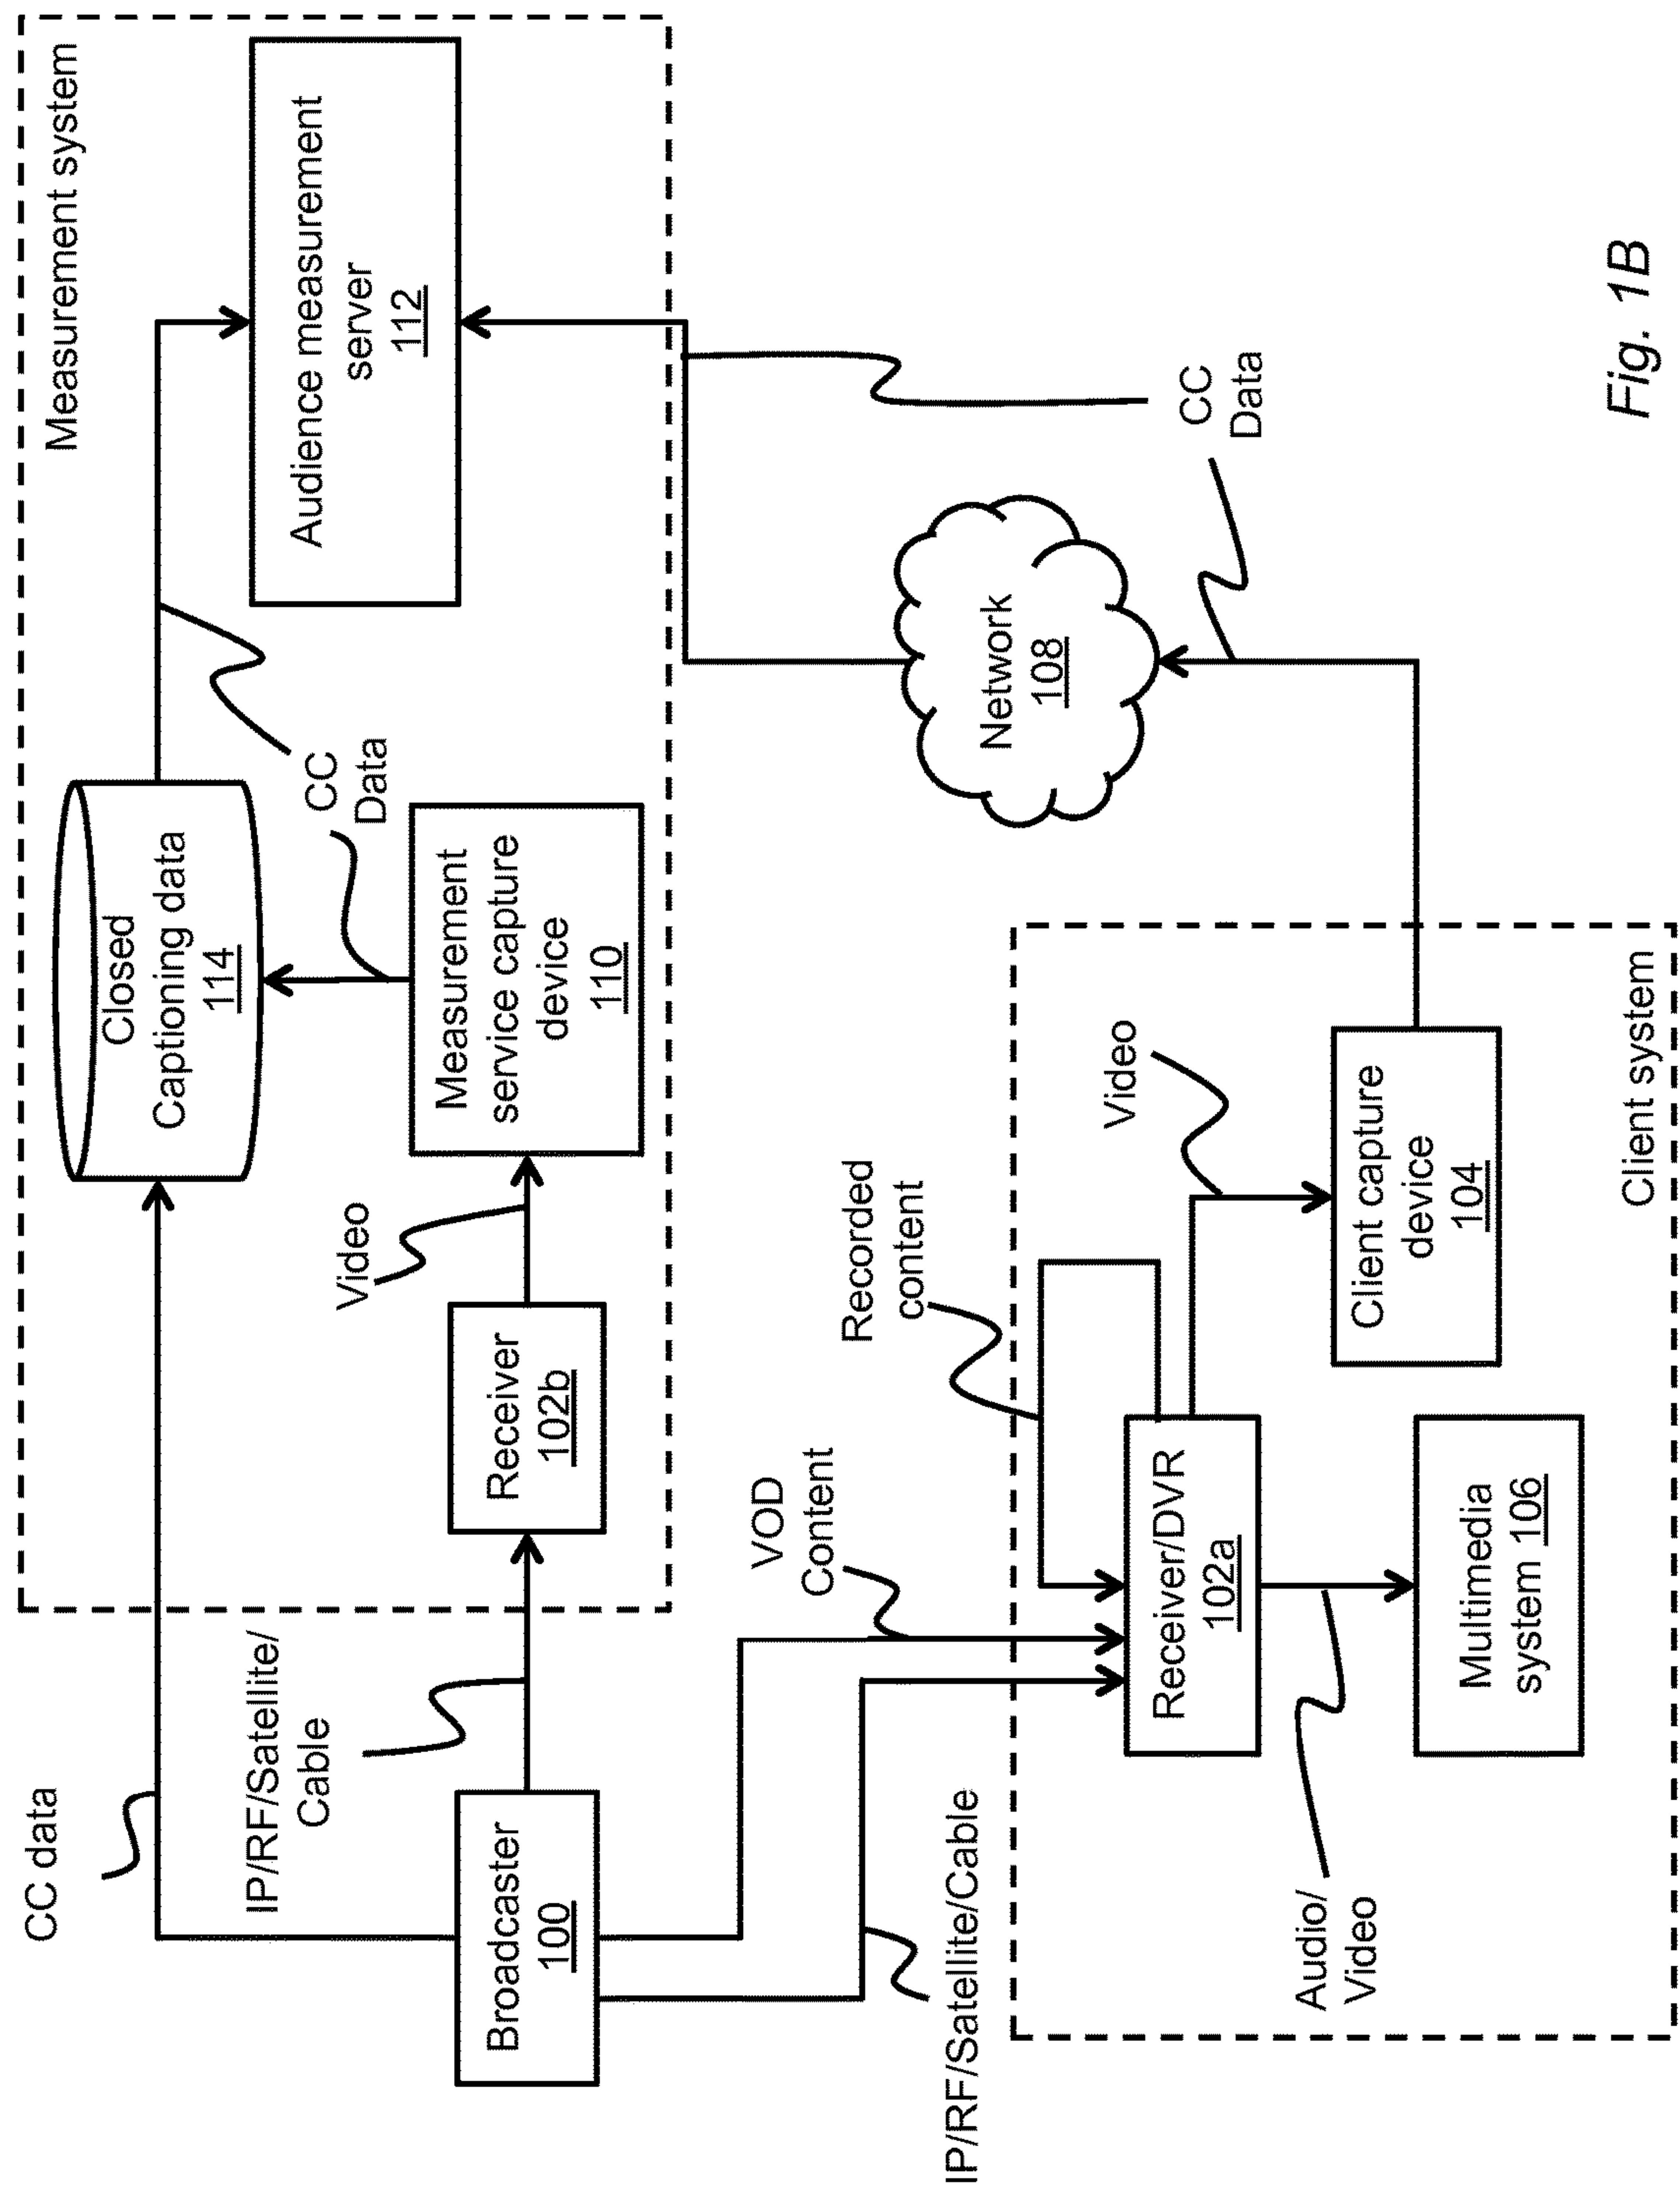 Measurement system
CC data
Closed
Captioning data
114
Audience measurement
server
112
CC
Data
IP/RF/Satellite/
Cable
Video
Measurement
service capture
device
110
Receiver
102b
Broadcaster
100
VOD
Content
Recorded
content
Network
108
CC
Data
IP/RF/Satellite/Cable
Video
Receiver/DVR
102a
Client capture
device
104
Audio/
Video
Multimedia
system 106
Client system
Fig. 1B